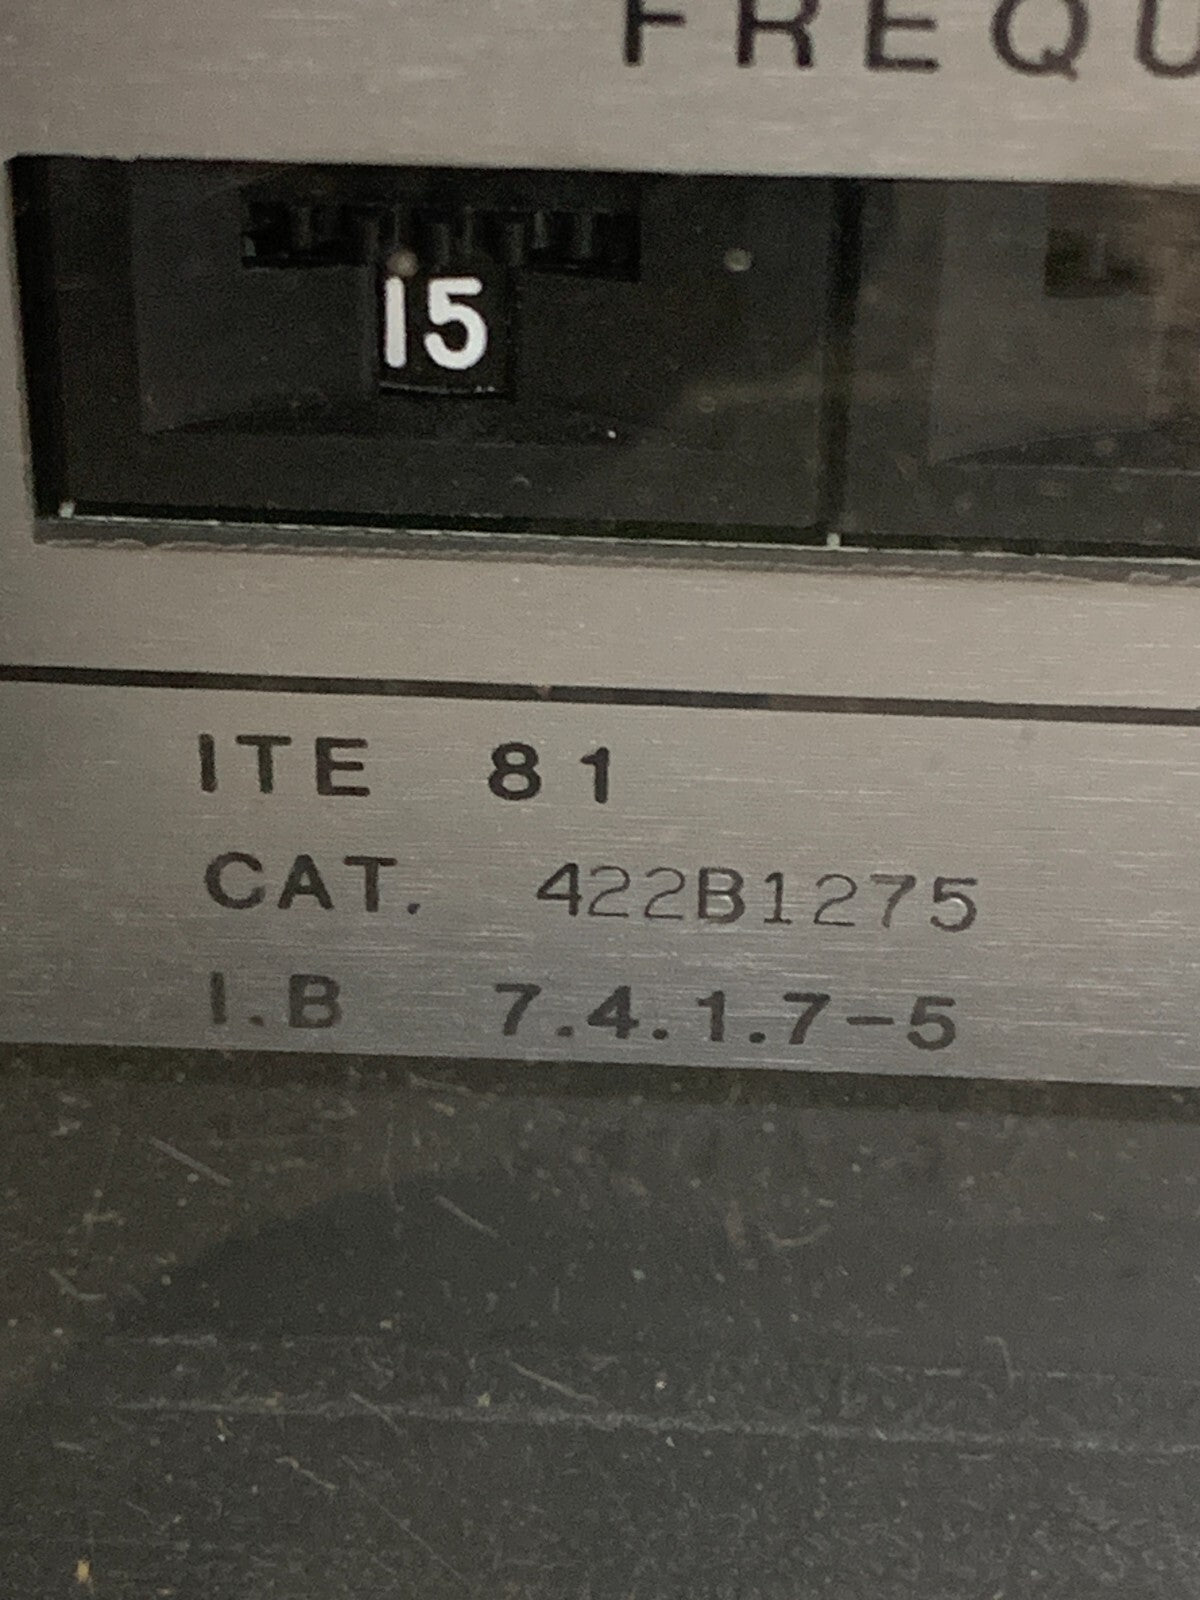 FREQU
15
ITE 81
CAT. 422B1275
I.B 7.4.1.7-5